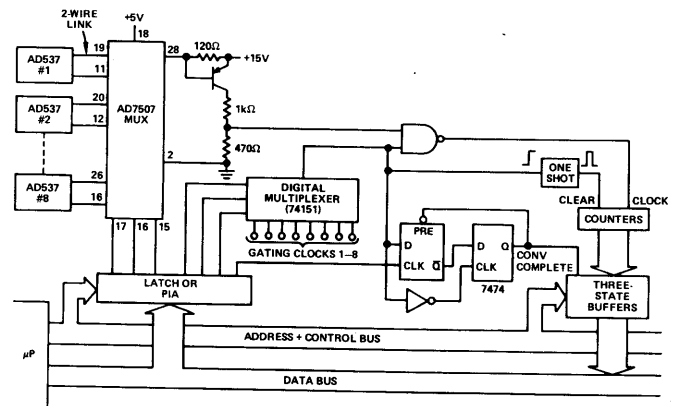 2-WIRE
LINK
+5V
18
AD537
#1
19
11
28
120Ω
+15V
AD537
#2
20
12
AD7507
MUX
1kΩ
470Ω
2
AD537
#8
26
16
17
16
15
DIGITAL
MULTIPLEXER
(74151)
GATING CLOCKS 1–8
ONE
SHOT
CLEAR
CLOCK
COUNTERS
PRE
D
CLK
Q̅
D
Q
CLK
7474
CONV
COMPLETE
LATCH OR
PIA
THREE-
STATE
BUFFERS
ADDRESS + CONTROL BUS
μP
DATA BUS